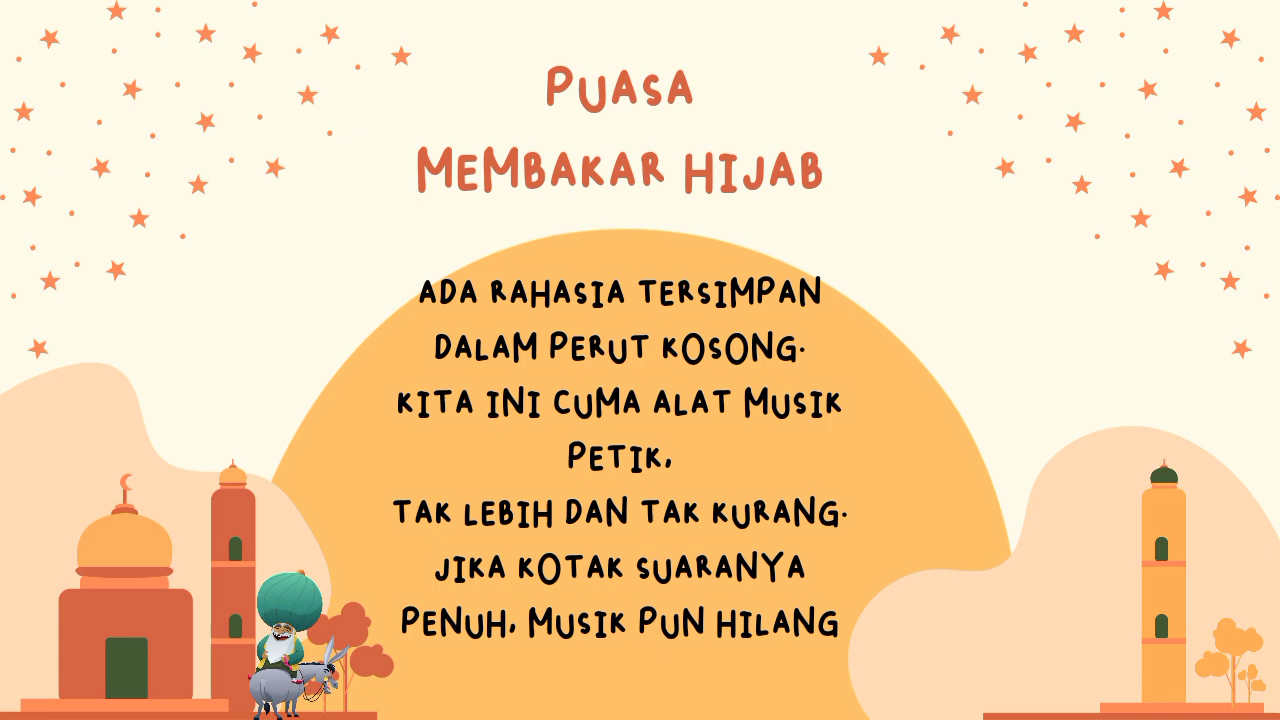 PUASA
MEMBAKAR HIJAB
ADA RAHASIA TERSIMPAN
DALAM PERUT KOSONG.
KITA INI CUMA ALAT MUSIK
PETIK,
TAK LEBIH DAN TAK KURANG.
JIKA KOTAK SUARANYA
PENUH, MUSIK PUN HILANG